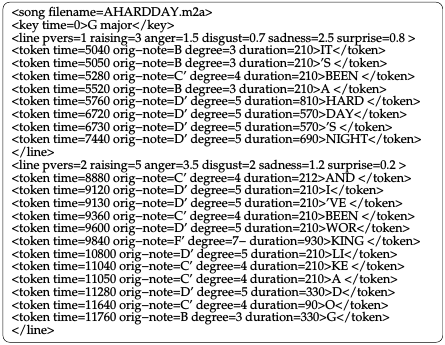 <song filename=AHARDDAY.m2a>
<key time=0>G major</key>
<line pvers=1 raising=3 anger=1.5 disgust=0.7 sadness=2.5 surprise=0.8 >
<token time=5040 orig−note=B degree=3 duration=210>IT</token>
<token time=5050 orig−note=B degree=3 duration=210>'S </token>
<token time=5280 orig−note=C' degree=4 duration=210>BEEN </token>
<token time=5520 orig−note=B degree=3 duration=210>A </token>
<token time=5760 orig−note=D' degree=5 duration=810>HARD </token>
<token time=6720 orig−note=D' degree=5 duration=570>DAY</token>
<token time=6730 orig−note=D' degree=5 duration=570>'S </token>
<token time=7440 orig−note=D' degree=5 duration=690>NIGHT</token>
</line>
<line pvers=2 raising=5 anger=3.5 disgust=2 sadness=1.2 surprise=0.2 >
<token time=8880 orig−note=C' degree=4 duration=212>AND </token>
<token time=9120 orig−note=D' degree=5 duration=210>I</token>
<token time=9130 orig−note=D' degree=5 duration=210>'VE </token>
<token time=9360 orig−note=C' degree=4 duration=210>BEEN </token>
<token time=9600 orig−note=D' degree=5 duration=210>WOR</token>
<token time=9840 orig−note=F' degree=7− duration=930>KING </token>
<token time=10800 orig−note=D' degree=5 duration=210>LI</token>
<token time=11040 orig−note=C' degree=4 duration=210>KE </token>
<token time=11050 orig−note=C' degree=4 duration=210>A </token>
<token time=11280 orig−note=D' degree=5 duration=330>D</token>
<token time=11640 orig−note=C' degree=4 duration=90>O</token>
<token time=11760 orig−note=B degree=3 duration=330>G</token>
</line>